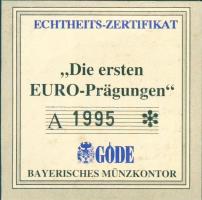 ECHTHEITS-ZERTIFIKAT
„Die ersten
EURO-Prägungen“
A 1995 *
GÖDE
BAYERISCHES MÜNZKONTOR